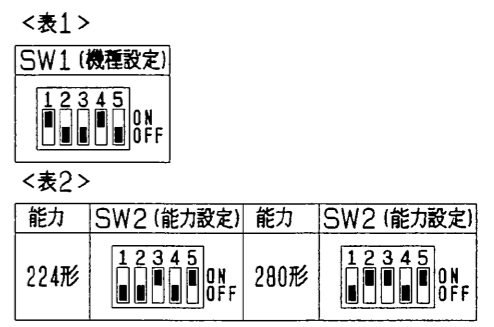 <表1>
SW1(機種設定)
1 2 3 4 5
ON
OFF
<表2>
能力 SW2(能力設定) 能力 SW2(能力設定)
1 2 3 4 5 1 2 3 4 5
224形 ON 280形 ON
OFF OFF